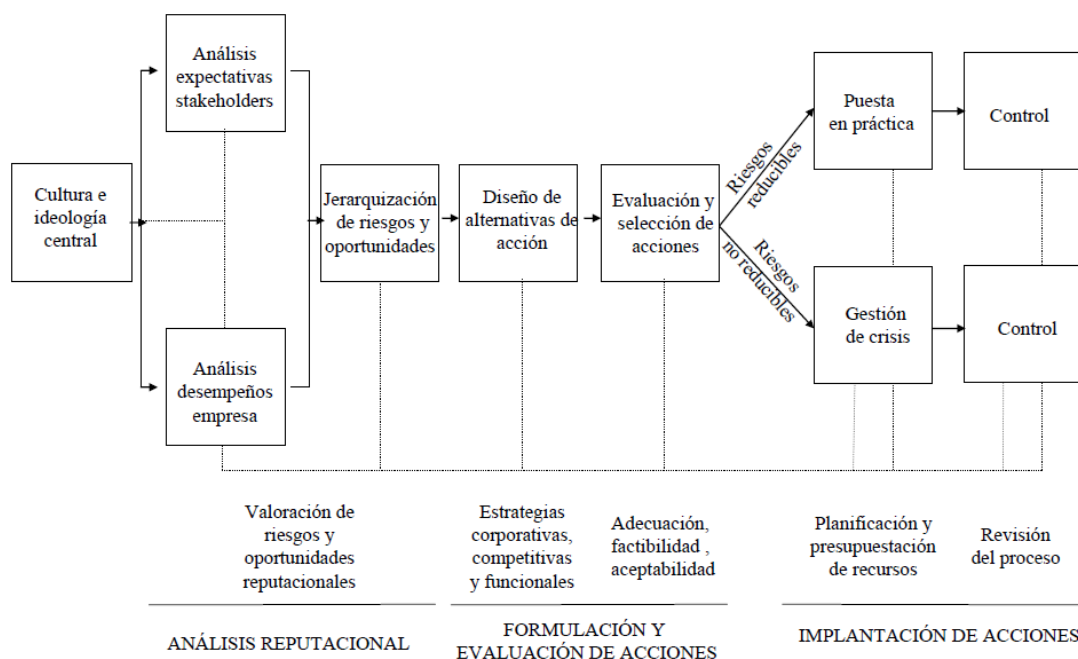 Análisis
expectativas
stakeholders
Cultura e
ideología
central
Análisis
desempeños
empresa
Jerarquización
de riesgos y
oportunidades
Diseño de
alternativas de
acción
Evaluación y
selección de
acciones
Riesgos
reducibles
Riesgos
no reducibles
Puesta
en práctica
Control
Gestión
de crisis
Control
Valoración de
riesgos y
oportunidades
reputacionales
Estrategias
corporativas,
competitivas
y funcionales
Adecuación,
factibilidad ,
aceptabilidad
Planificación y
presupuestación
de recursos
Revisión
del proceso
ANÁLISIS REPUTACIONAL
FORMULACIÓN Y
EVALUACIÓN DE ACCIONES
IMPLANTACIÓN DE ACCIONES